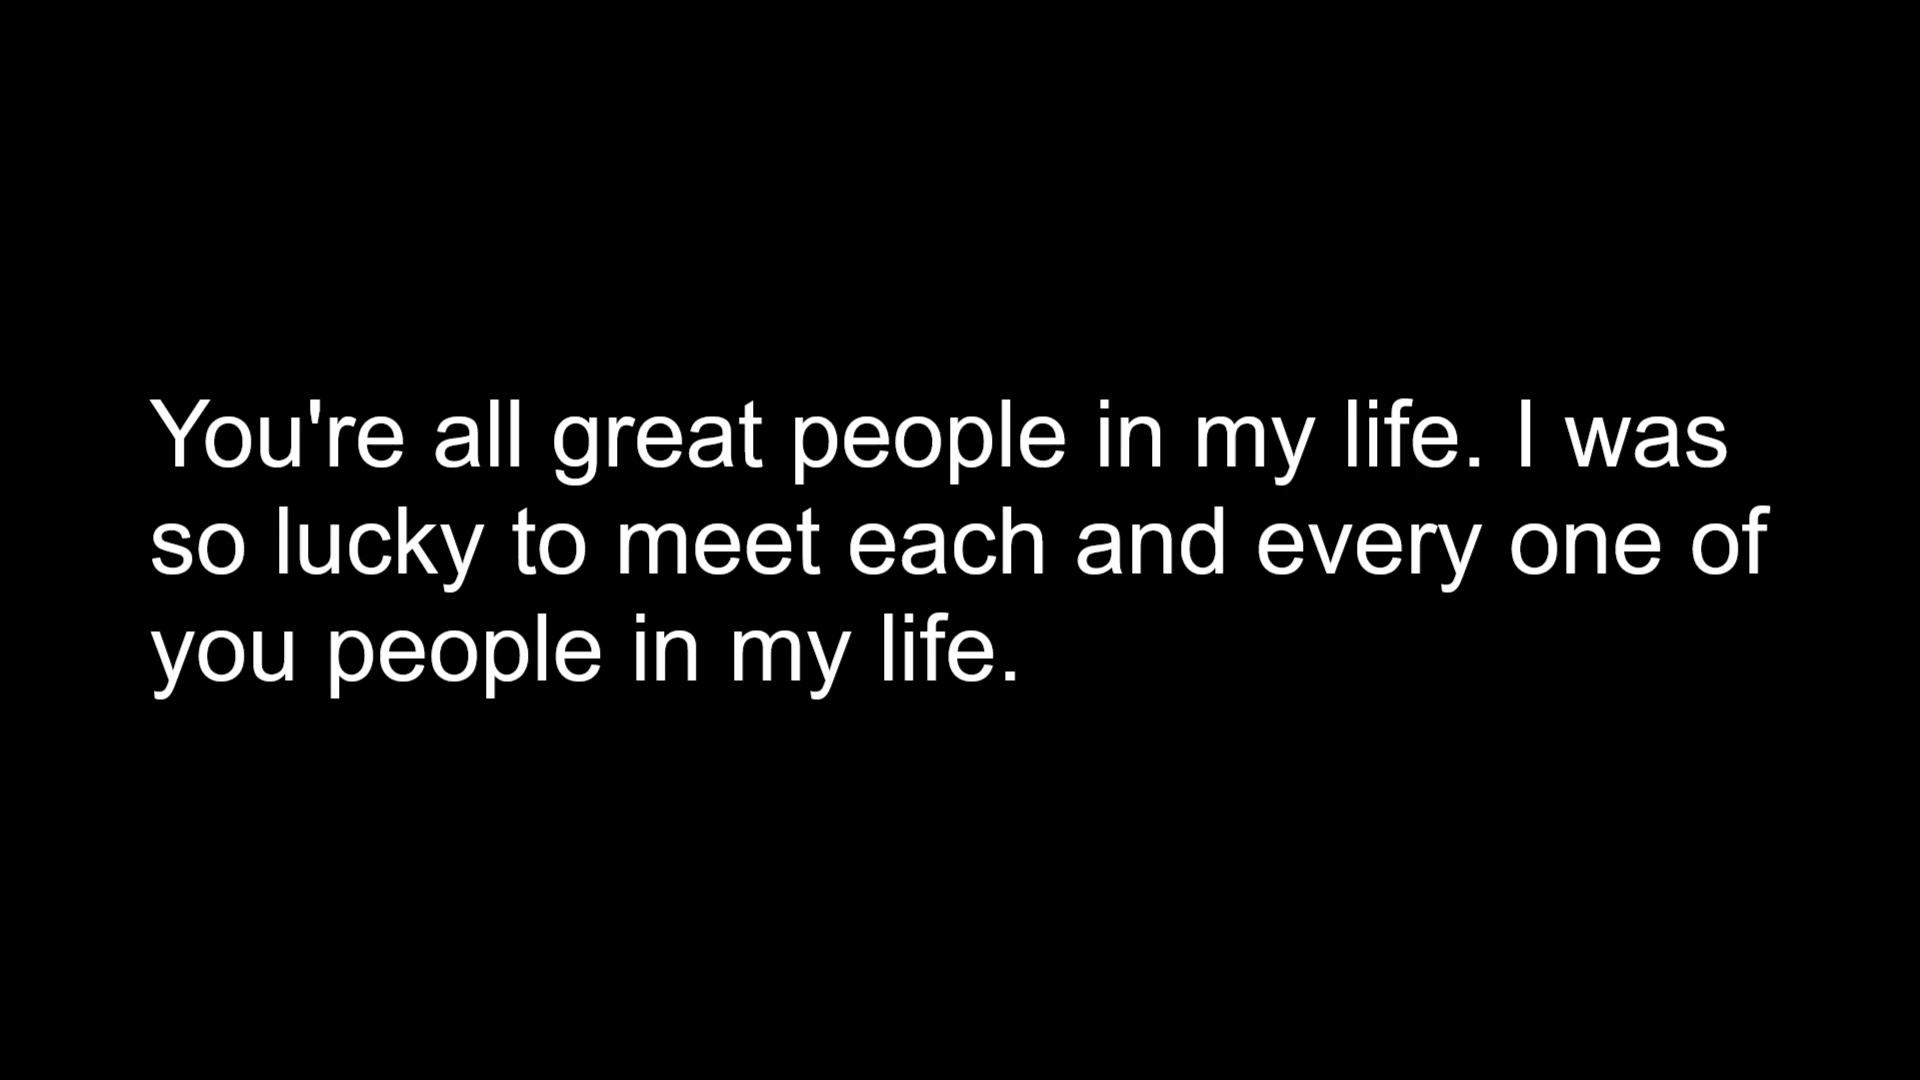 You're all great people in my life. I was
so lucky to meet each and every one of
you people in my life.